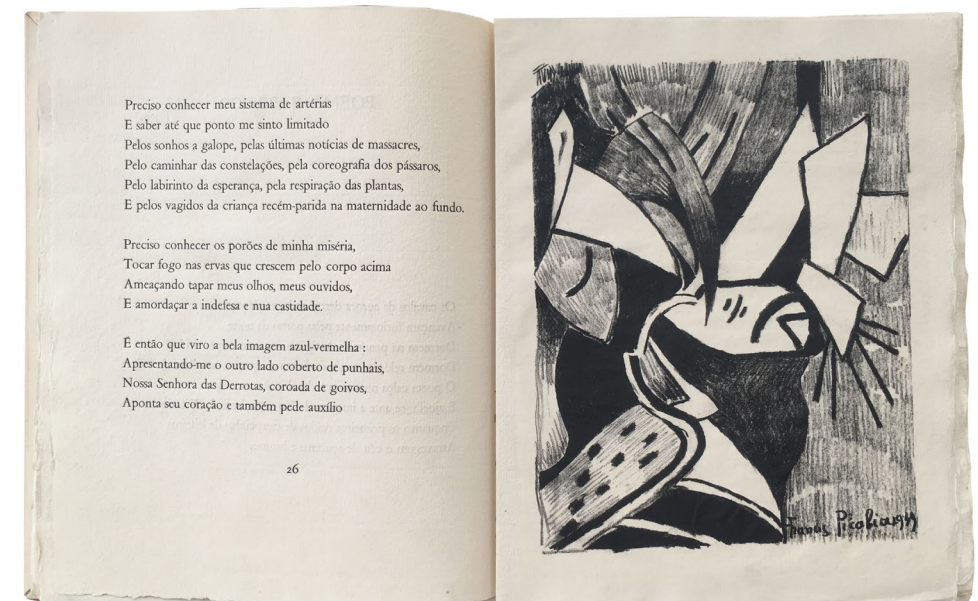 Preciso conhecer meu sistema de artérias
E saber até que ponto me sinto limitado
Pelos sonhos a galope, pelas últimas notícias de massacres,
Pelo caminhar das constelações, pela coreografia dos pássaros,
Pelo labirinto da esperança, pela respiração das plantas,
E pelos vagidos da criança recém-parida na maternidade ao fundo.
Preciso conhecer os porões de minha miséria,
Tocar fogo nas ervas que crescem pelo corpo acima
Ameaçando tapar meus olhos, meus ouvidos,
E amordaçar a indefesa e nua castidade.
É então que viro a bela imagem azul-vermelha :
Apresentando-me o outro lado coberto de punhais,
Nossa Senhora das Derrotas, coroada de goivos,
Aponta seu coração e também pede auxílio
26
Francis Picabia 1949